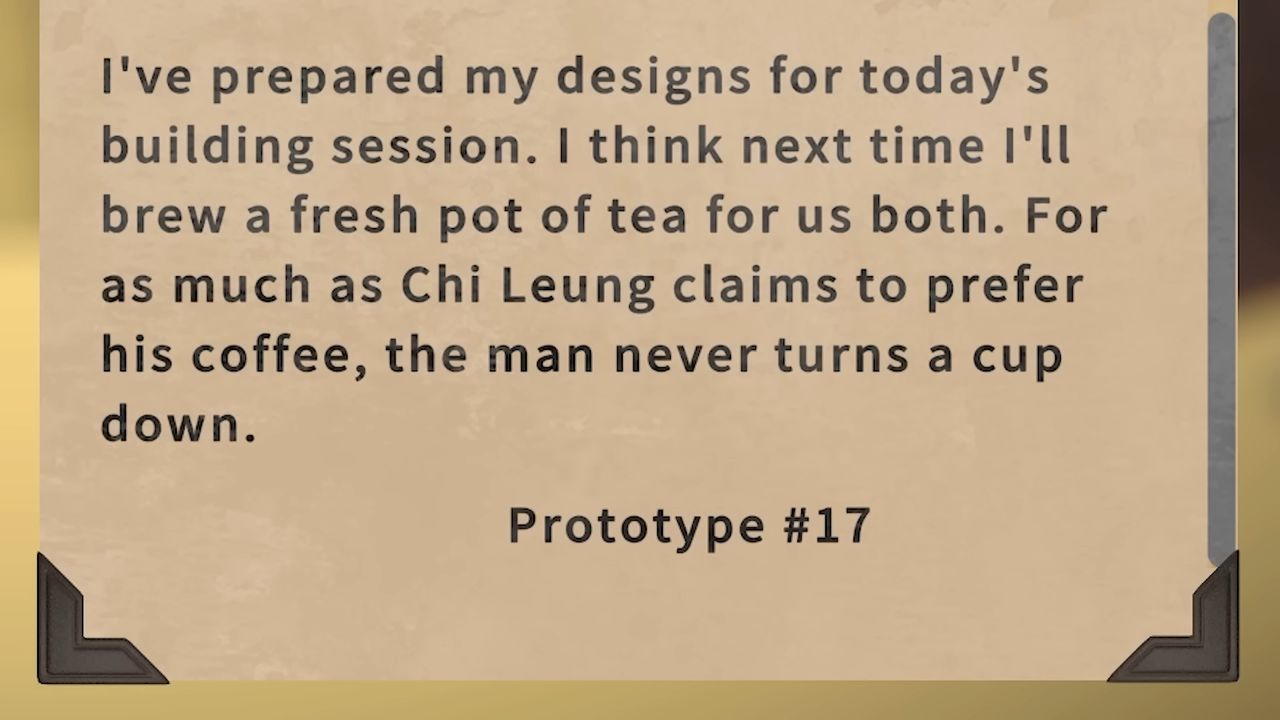 I've prepared my designs for today's
building session. I think next time I'll
brew a fresh pot of tea for us both. For
as much as Chi Leung claims to prefer
his coffee, the man never turns a cup
down.
Prototype #17